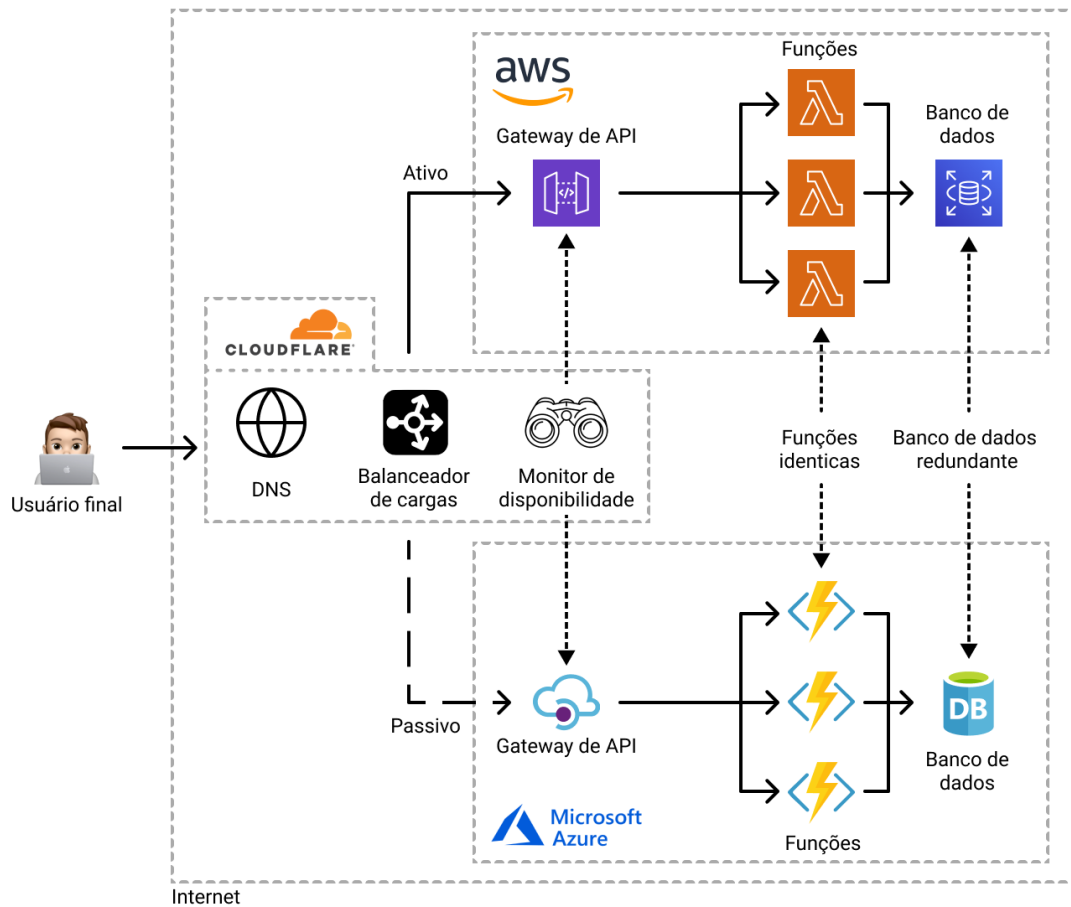 Funções
aws
Gateway de API
Banco de
dados
Ativo
CLOUDFLARE
DNS
Balanceador
de cargas
Monitor de
disponibilidade
Usuário final
Funções
identicas
Banco de dados
redundante
Passivo
Gateway de API
DB
Banco de
dados
Microsoft
Azure
Funções
Internet